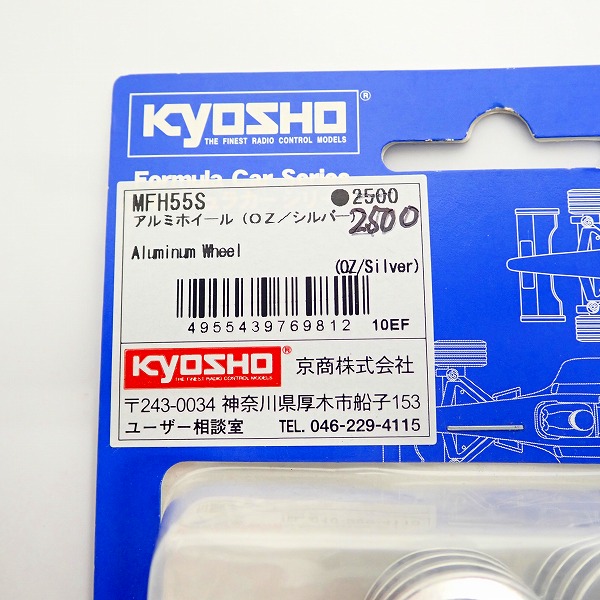 KYOSHO®
THE FINEST RADIO CONTROL MODELS
Formula Car Series
MFH55S ●2500
アルミホイール（OZ／シルバー 2500
Aluminum Wheel
(OZ/Silver)
4955439769812 10EF
KYOSHO® 京商株式会社
THE FINEST RADIO CONTROL MODELS
〒243-0034 神奈川県厚木市船子153
ユーザー相談室 TEL. 046-229-4115